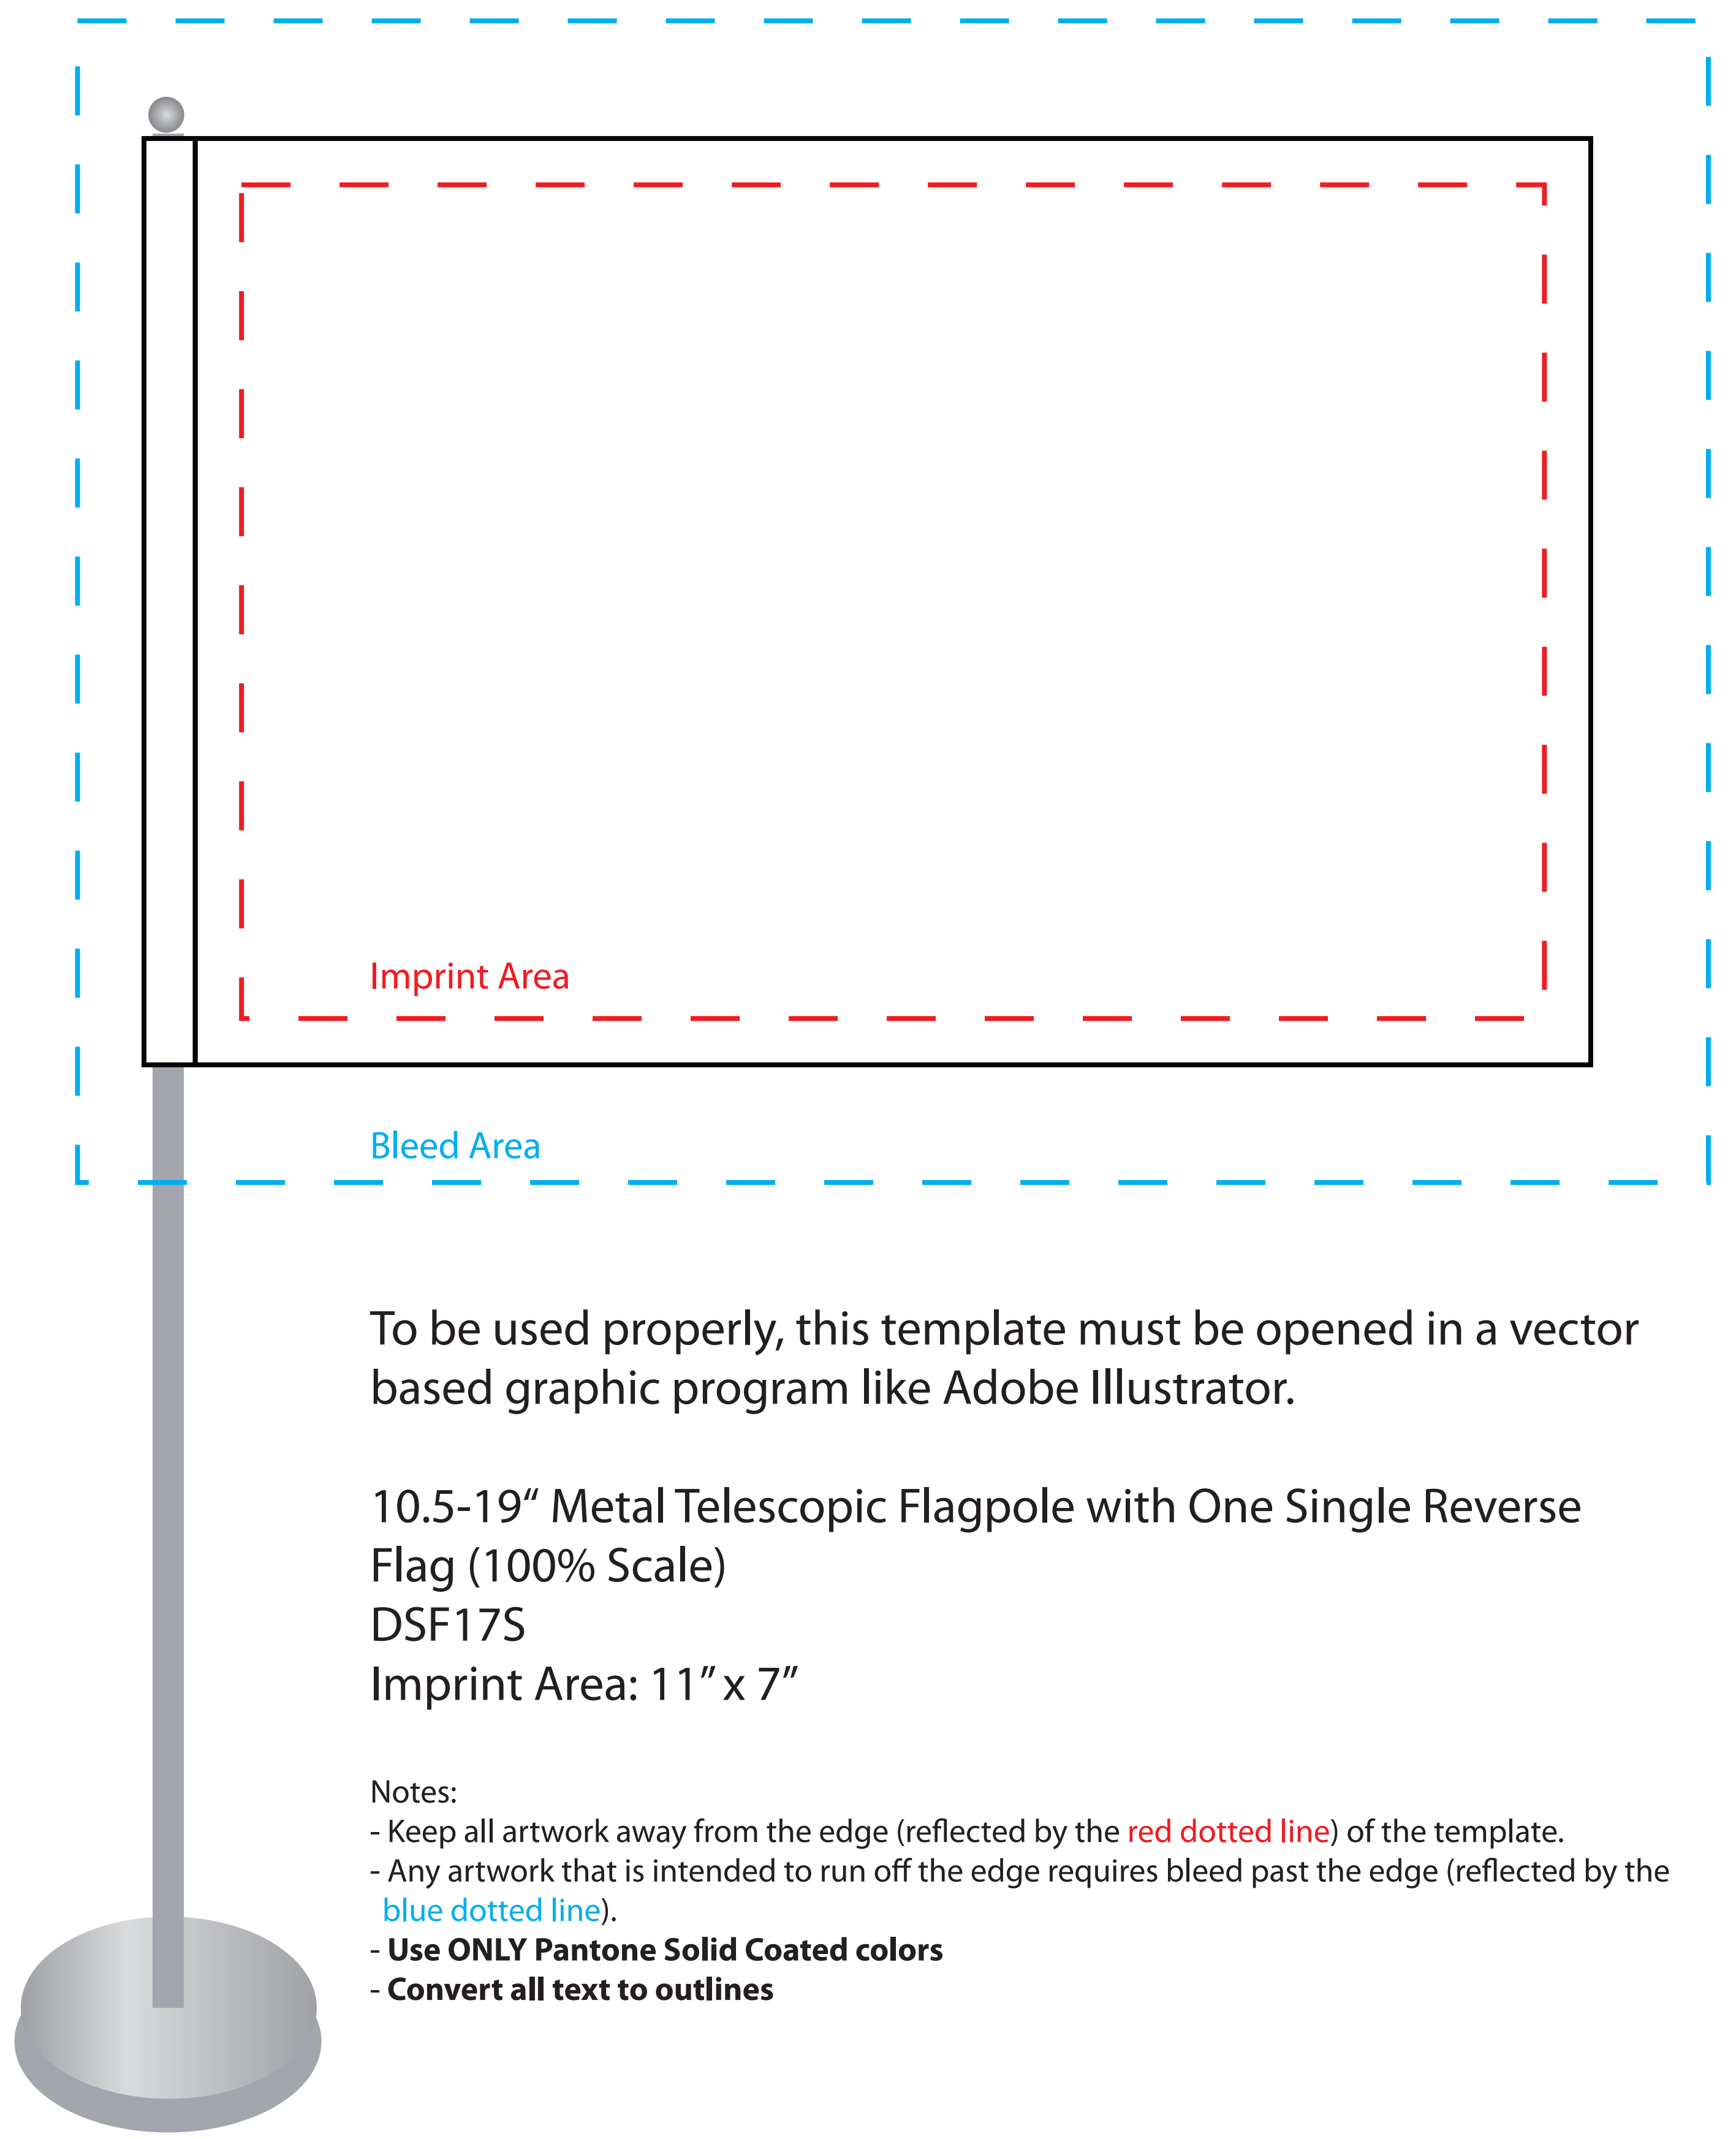 Imprint Area
Bleed Area
To be used properly, this template must be opened in a vector
based graphic program like Adobe Illustrator.
10.5-19“ Metal Telescopic Flagpole with One Single Reverse
Flag (100% Scale)
DSF17S
Imprint Area: 11” x 7”
Notes:
- Keep all artwork away from the edge (reflected by the red dotted line) of the template.
- Any artwork that is intended to run off the edge requires bleed past the edge (reflected by the
blue dotted line).
- Use ONLY Pantone Solid Coated colors
- Convert all text to outlines